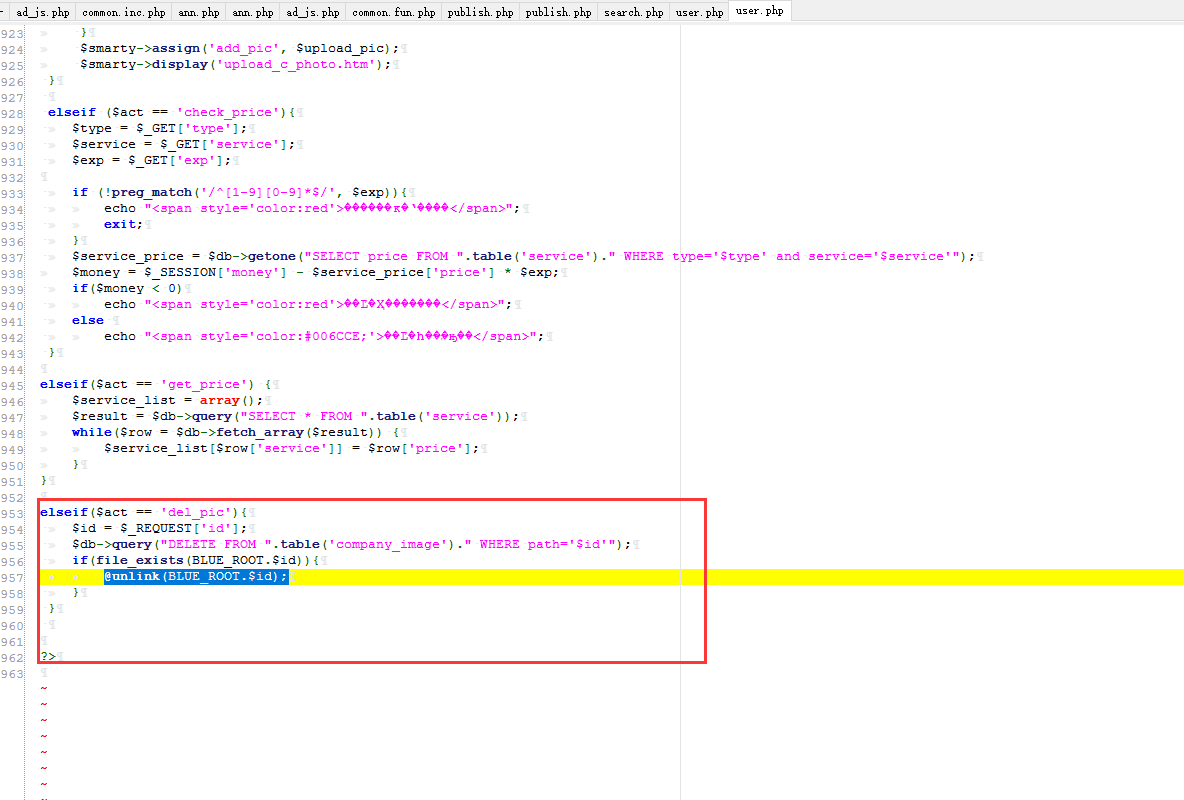 ad_js.php common.inc.php ann.php ann.php ad_js.php common.fun.php publish.php publish.php search.php user.php user.php
923 }
924 $smarty->assign('add_pic', $upload_pic);
925 $smarty->display('upload_c_photo.htm');
926 }
927
928 elseif ($act == 'check_price'){
929 $type = $_GET['type'];
930 $service = $_GET['service'];
931 $exp = $_GET['exp'];
932
933 if (!preg_match('/^[1-9][0-9]*$/', $exp)){
934 echo "<span style='color:red'>������ĸ�ʽ����</span>";
935 exit;
936 }
937 $service_price = $db->getone("SELECT price FROM ".table('service')." WHERE type='$type' and service='$service'");
938 $money = $_SESSION['money'] - $service_price['price'] * $exp;
939 if($money < 0)
940 echo "<span style='color:red'>��</span>";
941 else
942 echo "<span style='color:#006CCE;'>��</span>";
943 }
944
945 elseif($act == 'get_price') {
946 $service_list = array();
947 $result = $db->query("SELECT * FROM ".table('service'));
948 while($row = $db->fetch_array($result)) {
949 $service_list[$row['service']] = $row['price'];
950 }
951 }
952
953 elseif($act == 'del_pic'){
954 $id = $_REQUEST['id'];
955 $db->query("DELETE FROM ".table('company_image')." WHERE path='$id'");
956 if(file_exists(BLUE_ROOT.$id)){
957 @unlink(BLUE_ROOT.$id);
958 }
959 }
960
961
962 ?>
963
~
~
~
~
~
~
~